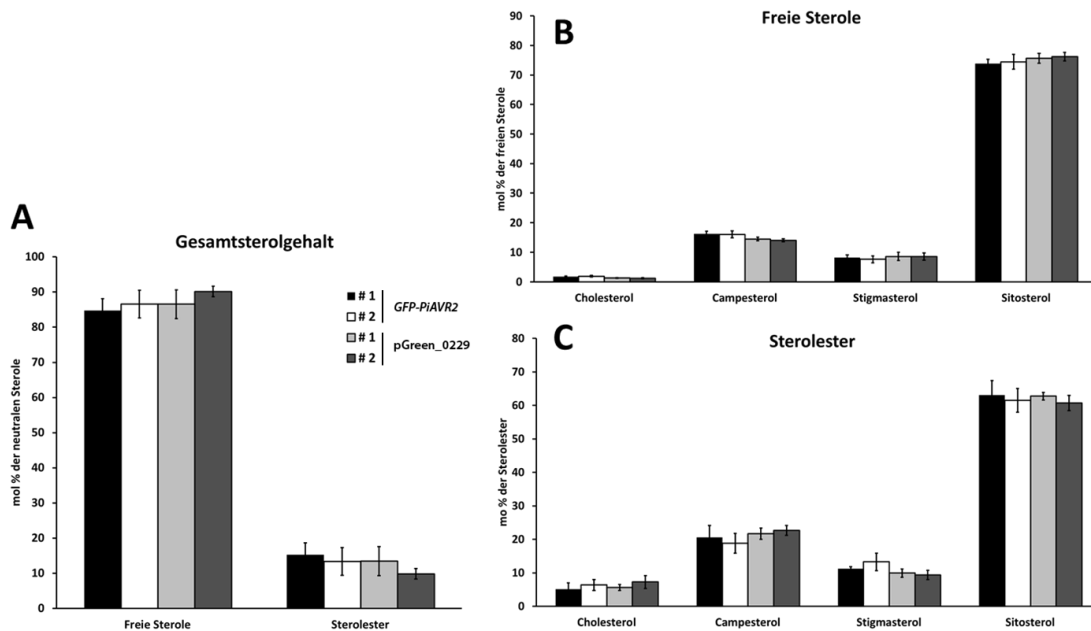 A
Gesamtsterolgehalt
mol % der neutralen Sterole
100
90
80
70
60
50
40
30
20
10
0
Freie Sterole Sterolester
# 1
# 2
GFP-PiAVR2
# 1
# 2
pGreen_0229
B
Freie Sterole
mol % der freien Sterole
90
80
70
60
50
40
30
20
10
0
Cholesterol Campesterol Stigmasterol Sitosterol
C
Sterolester
mo % der Sterolester
80
70
60
50
40
30
20
10
0
Cholesterol Campesterol Stigmasterol Sitosterol